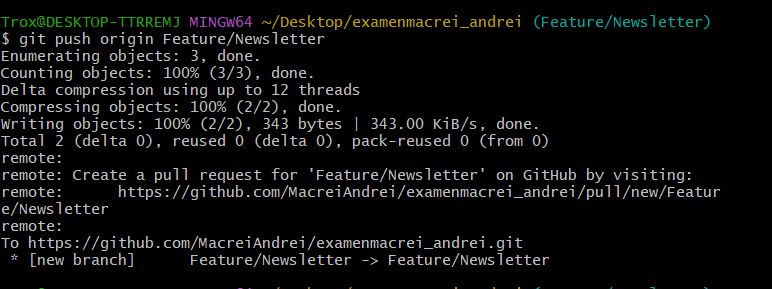 Trox@DESKTOP-TTRREMJ MINGW64 ~/Desktop/examenmacrei_andrei (Feature/Newsletter)
$ git push origin Feature/Newsletter
Enumerating objects: 3, done.
Counting objects: 100% (3/3), done.
Delta compression using up to 12 threads
Compressing objects: 100% (2/2), done.
Writing objects: 100% (2/2), 343 bytes | 343.00 KiB/s, done.
Total 2 (delta 0), reused 0 (delta 0), pack-reused 0 (from 0)
remote:
remote: Create a pull request for 'Feature/Newsletter' on GitHub by visiting:
remote:      https://github.com/MacreiAndrei/examenmacrei_andrei/pull/new/Featur
e/Newsletter
remote:
To https://github.com/MacreiAndrei/examenmacrei_andrei.git
 * [new branch]      Feature/Newsletter -> Feature/Newsletter